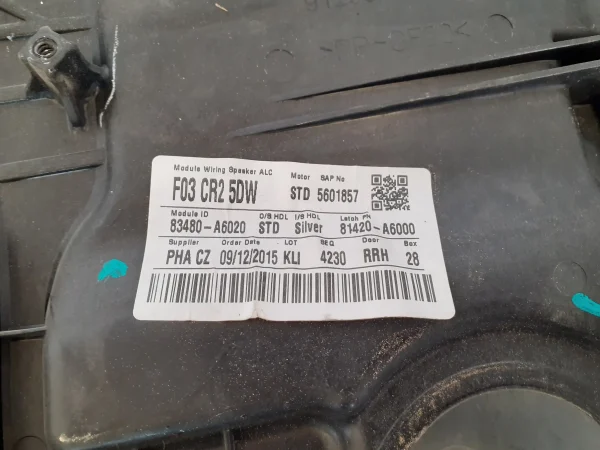 Module Wiring Speaker ALC Motor SAP No
F03 CR2 5DW STD 5601857
Module ID O/S HDL I/S HDL Latch PN
83480-A6020 STD Silver 81420-A6000
Supplier Order Date LOT SEQ Door Box
PHA CZ 09/12/2015 KLI 4230 RRH 28